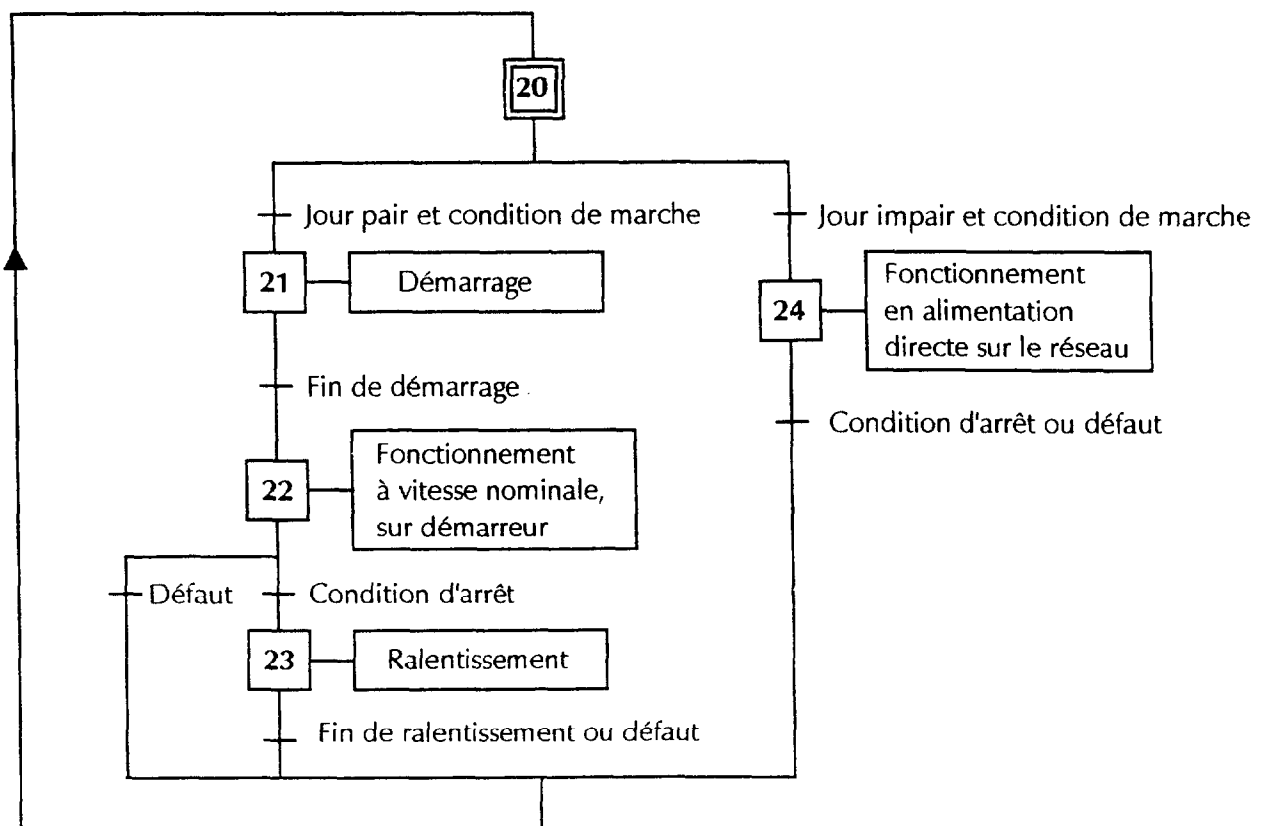 20
Jour pair et condition de marche
Jour impair et condition de marche
21
Démarrage
24
Fonctionnement
en alimentation
directe sur le réseau
Fin de démarrage
Condition d'arrêt ou défaut
22
Fonctionnement
à vitesse nominale,
sur démarreur
Défaut
Condition d'arrêt
23
Ralentissement
Fin de ralentissement ou défaut